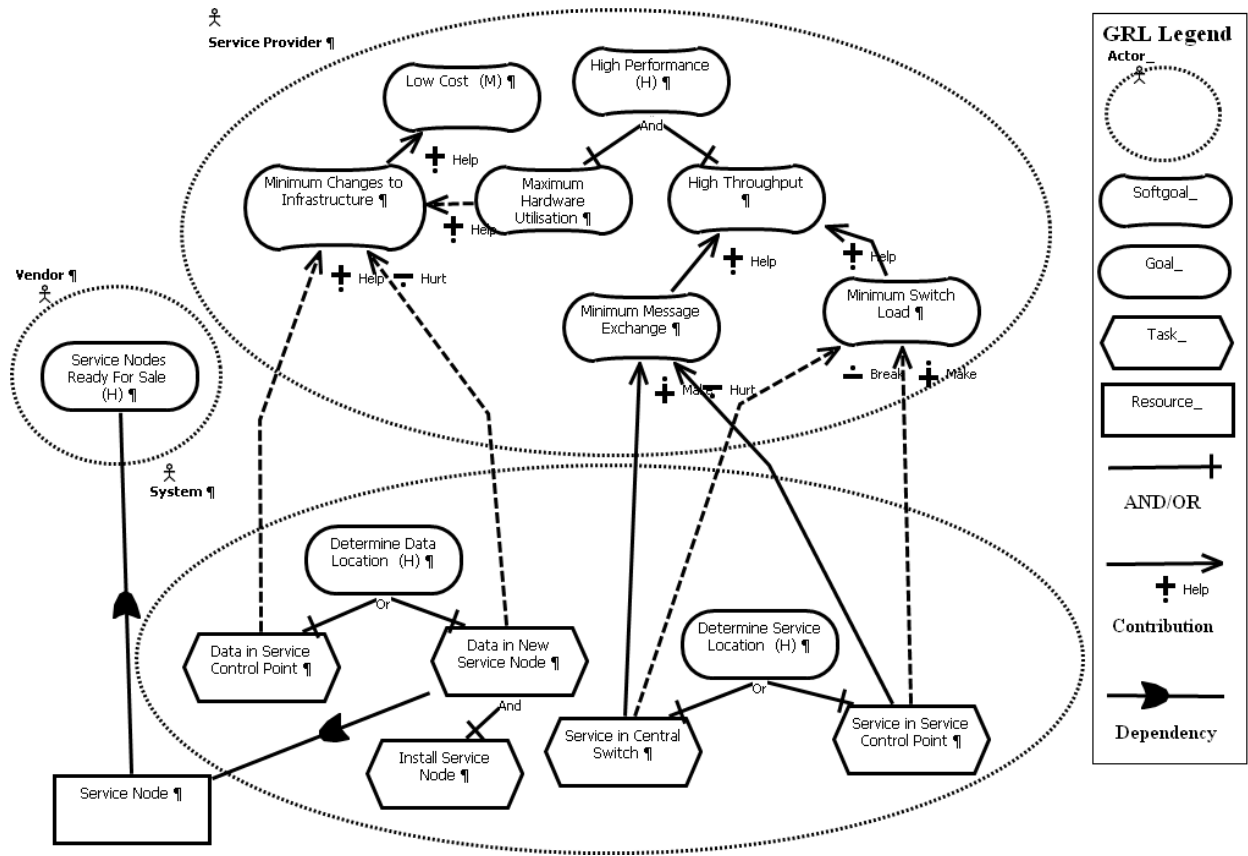 Service Provider ¶
Low Cost (M) ¶
High Performance
(H) ¶
And
Help
Minimum Changes to
Infrastructure ¶
Maximum
Hardware
Utilisation ¶
High Throughput
¶
Help
Help
Hurt
Help
Help
Minimum Message
Exchange ¶
Minimum Switch
Load ¶
Make
Hurt
Break
Make
Vendor ¶
Service Nodes
Ready For Sale
(H) ¶
System ¶
Determine Data
Location (H) ¶
Or
Data in Service
Control Point ¶
Data in New
Service Node ¶
And
Install Service
Node ¶
Determine Service
Location (H) ¶
Or
Service in Central
Switch ¶
Service in Service
Control Point ¶
Service Node ¶
GRL Legend
Actor_
Softgoal_
Goal_
Task_
Resource_
AND/OR
Help
Contribution
Dependency